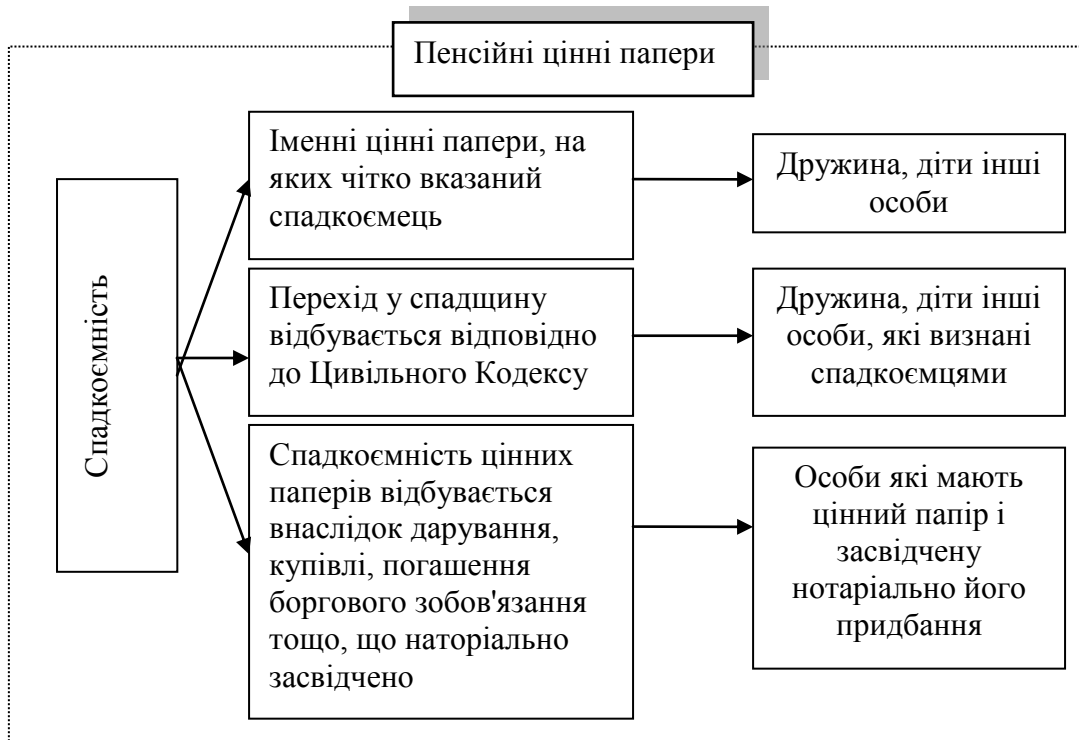 Пенсійні цінні папери
Спадкоємність
Іменні цінні папери, на
яких чітко вказаний
спадкоємець
Дружина, діти інші
особи
Перехід у спадщину
відбувається відповідно
до Цивільного Кодексу
Дружина, діти інші
особи, які визнані
спадкоємцями
Спадкоємність цінних
паперів відбувається
внаслідок дарування,
купівлі, погашення
боргового зобов'язання
тощо, що наторіально
засвідчено
Особи які мають
цінний папір і
засвідчену
нотаріально його
придбання